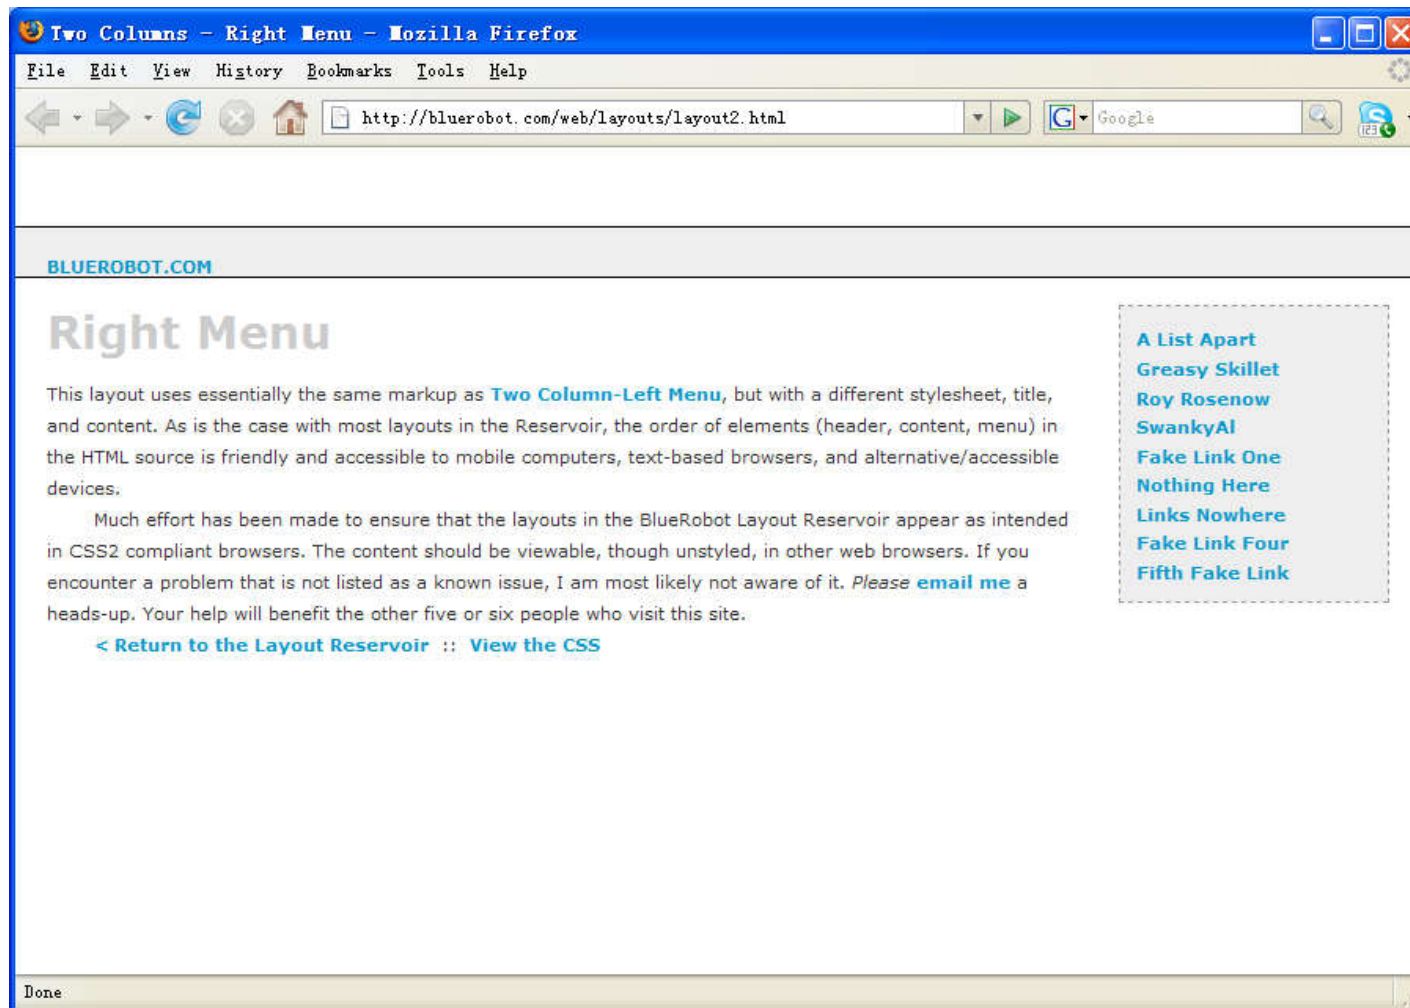 Two Columns - Right Menu - Mozilla Firefox
File Edit View History Bookmarks Tools Help
http://bluerobot.com/web/layouts/layout2.html G Google
123
BLUEROBOT.COM
Right Menu
This layout uses essentially the same markup as Two Column-Left Menu, but with a different stylesheet, title,
and content. As is the case with most layouts in the Reservoir, the order of elements (header, content, menu) in
the HTML source is friendly and accessible to mobile computers, text-based browsers, and alternative/accessible
devices.
Much effort has been made to ensure that the layouts in the BlueRobot Layout Reservoir appear as intended
in CSS2 compliant browsers. The content should be viewable, though unstyled, in other web browsers. If you
encounter a problem that is not listed as a known issue, I am most likely not aware of it. Please email me a
heads-up. Your help will benefit the other five or six people who visit this site.
< Return to the Layout Reservoir :: View the CSS
A List Apart
Greasy Skillet
Roy Rosenow
SwankyAl
Fake Link One
Nothing Here
Links Nowhere
Fake Link Four
Fifth Fake Link
Done